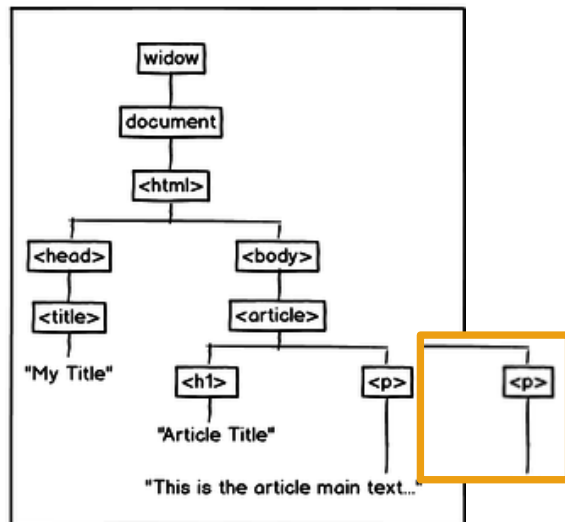 widow
document
<html>
<head> <body>
<title> <article>
"My Title"
<h1> <p> <p>
"Article Title"
"This is the article main text..."